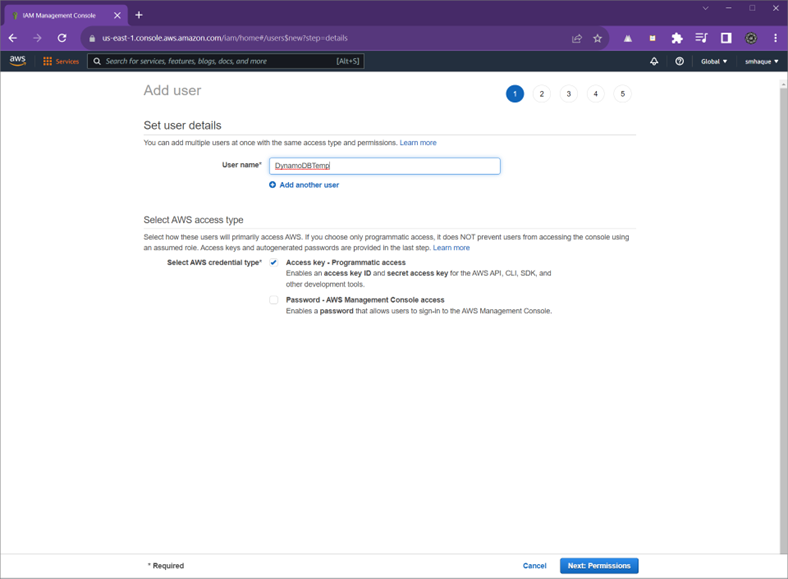 IAM Management Console
us-east-1.console.aws.amazon.com/iam/home#/users$new?step=details
aws Services Search for services, features, blogs, docs, and more [Alt+S] Global smhaque
Add user 1 2 3 4 5
Set user details
You can add multiple users at once with the same access type and permissions. Learn more
User name* DynamoDBTemp
Add another user
Select AWS access type
Select how these users will primarily access AWS. If you choose only programmatic access, it does NOT prevent users from accessing the console using
an assumed role. Access keys and autogenerated passwords are provided in the last step. Learn more
Select AWS credential type* Access key - Programmatic access
Enables an access key ID and secret access key for the AWS API, CLI, SDK, and
other development tools.
Password - AWS Management Console access
Enables a password that allows users to sign-in to the AWS Management Console.
* Required Cancel Next: Permissions